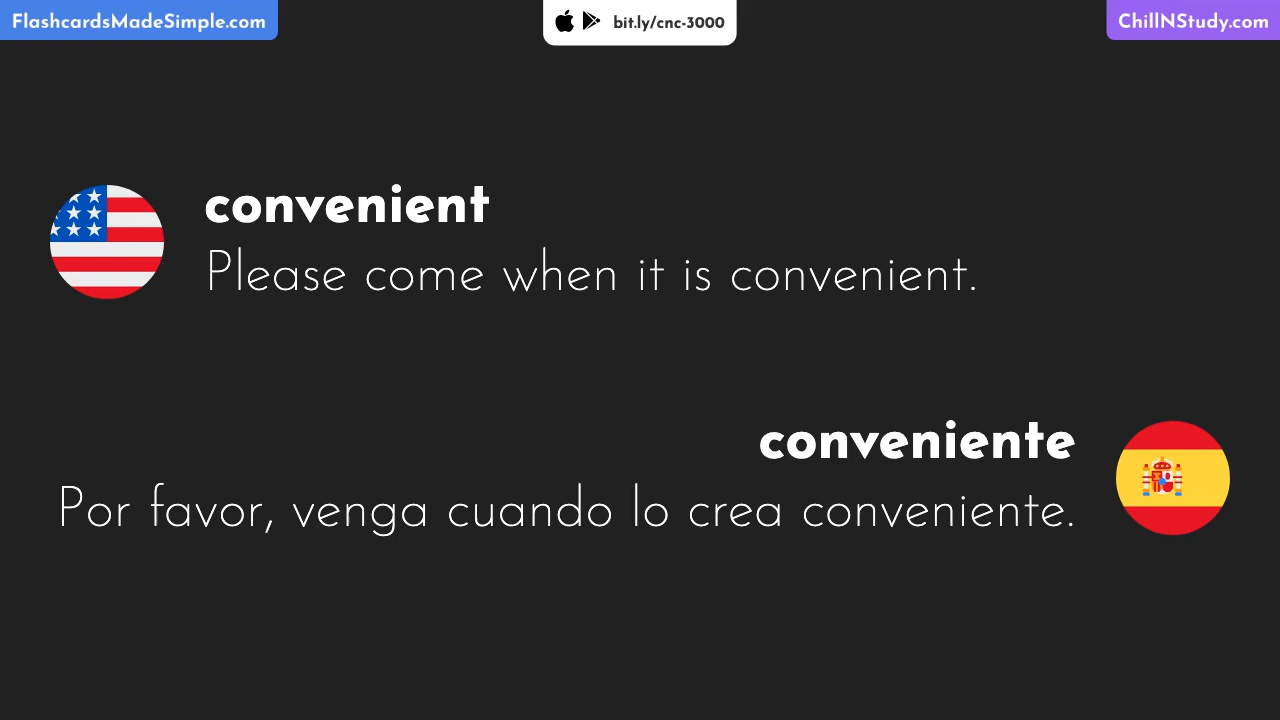 FlashcardsMadeSimple.com
bit.ly/cnc-3000
ChillNStudy.com
convenient
Please come when it is convenient.
conveniente
Por favor, venga cuando lo crea conveniente.